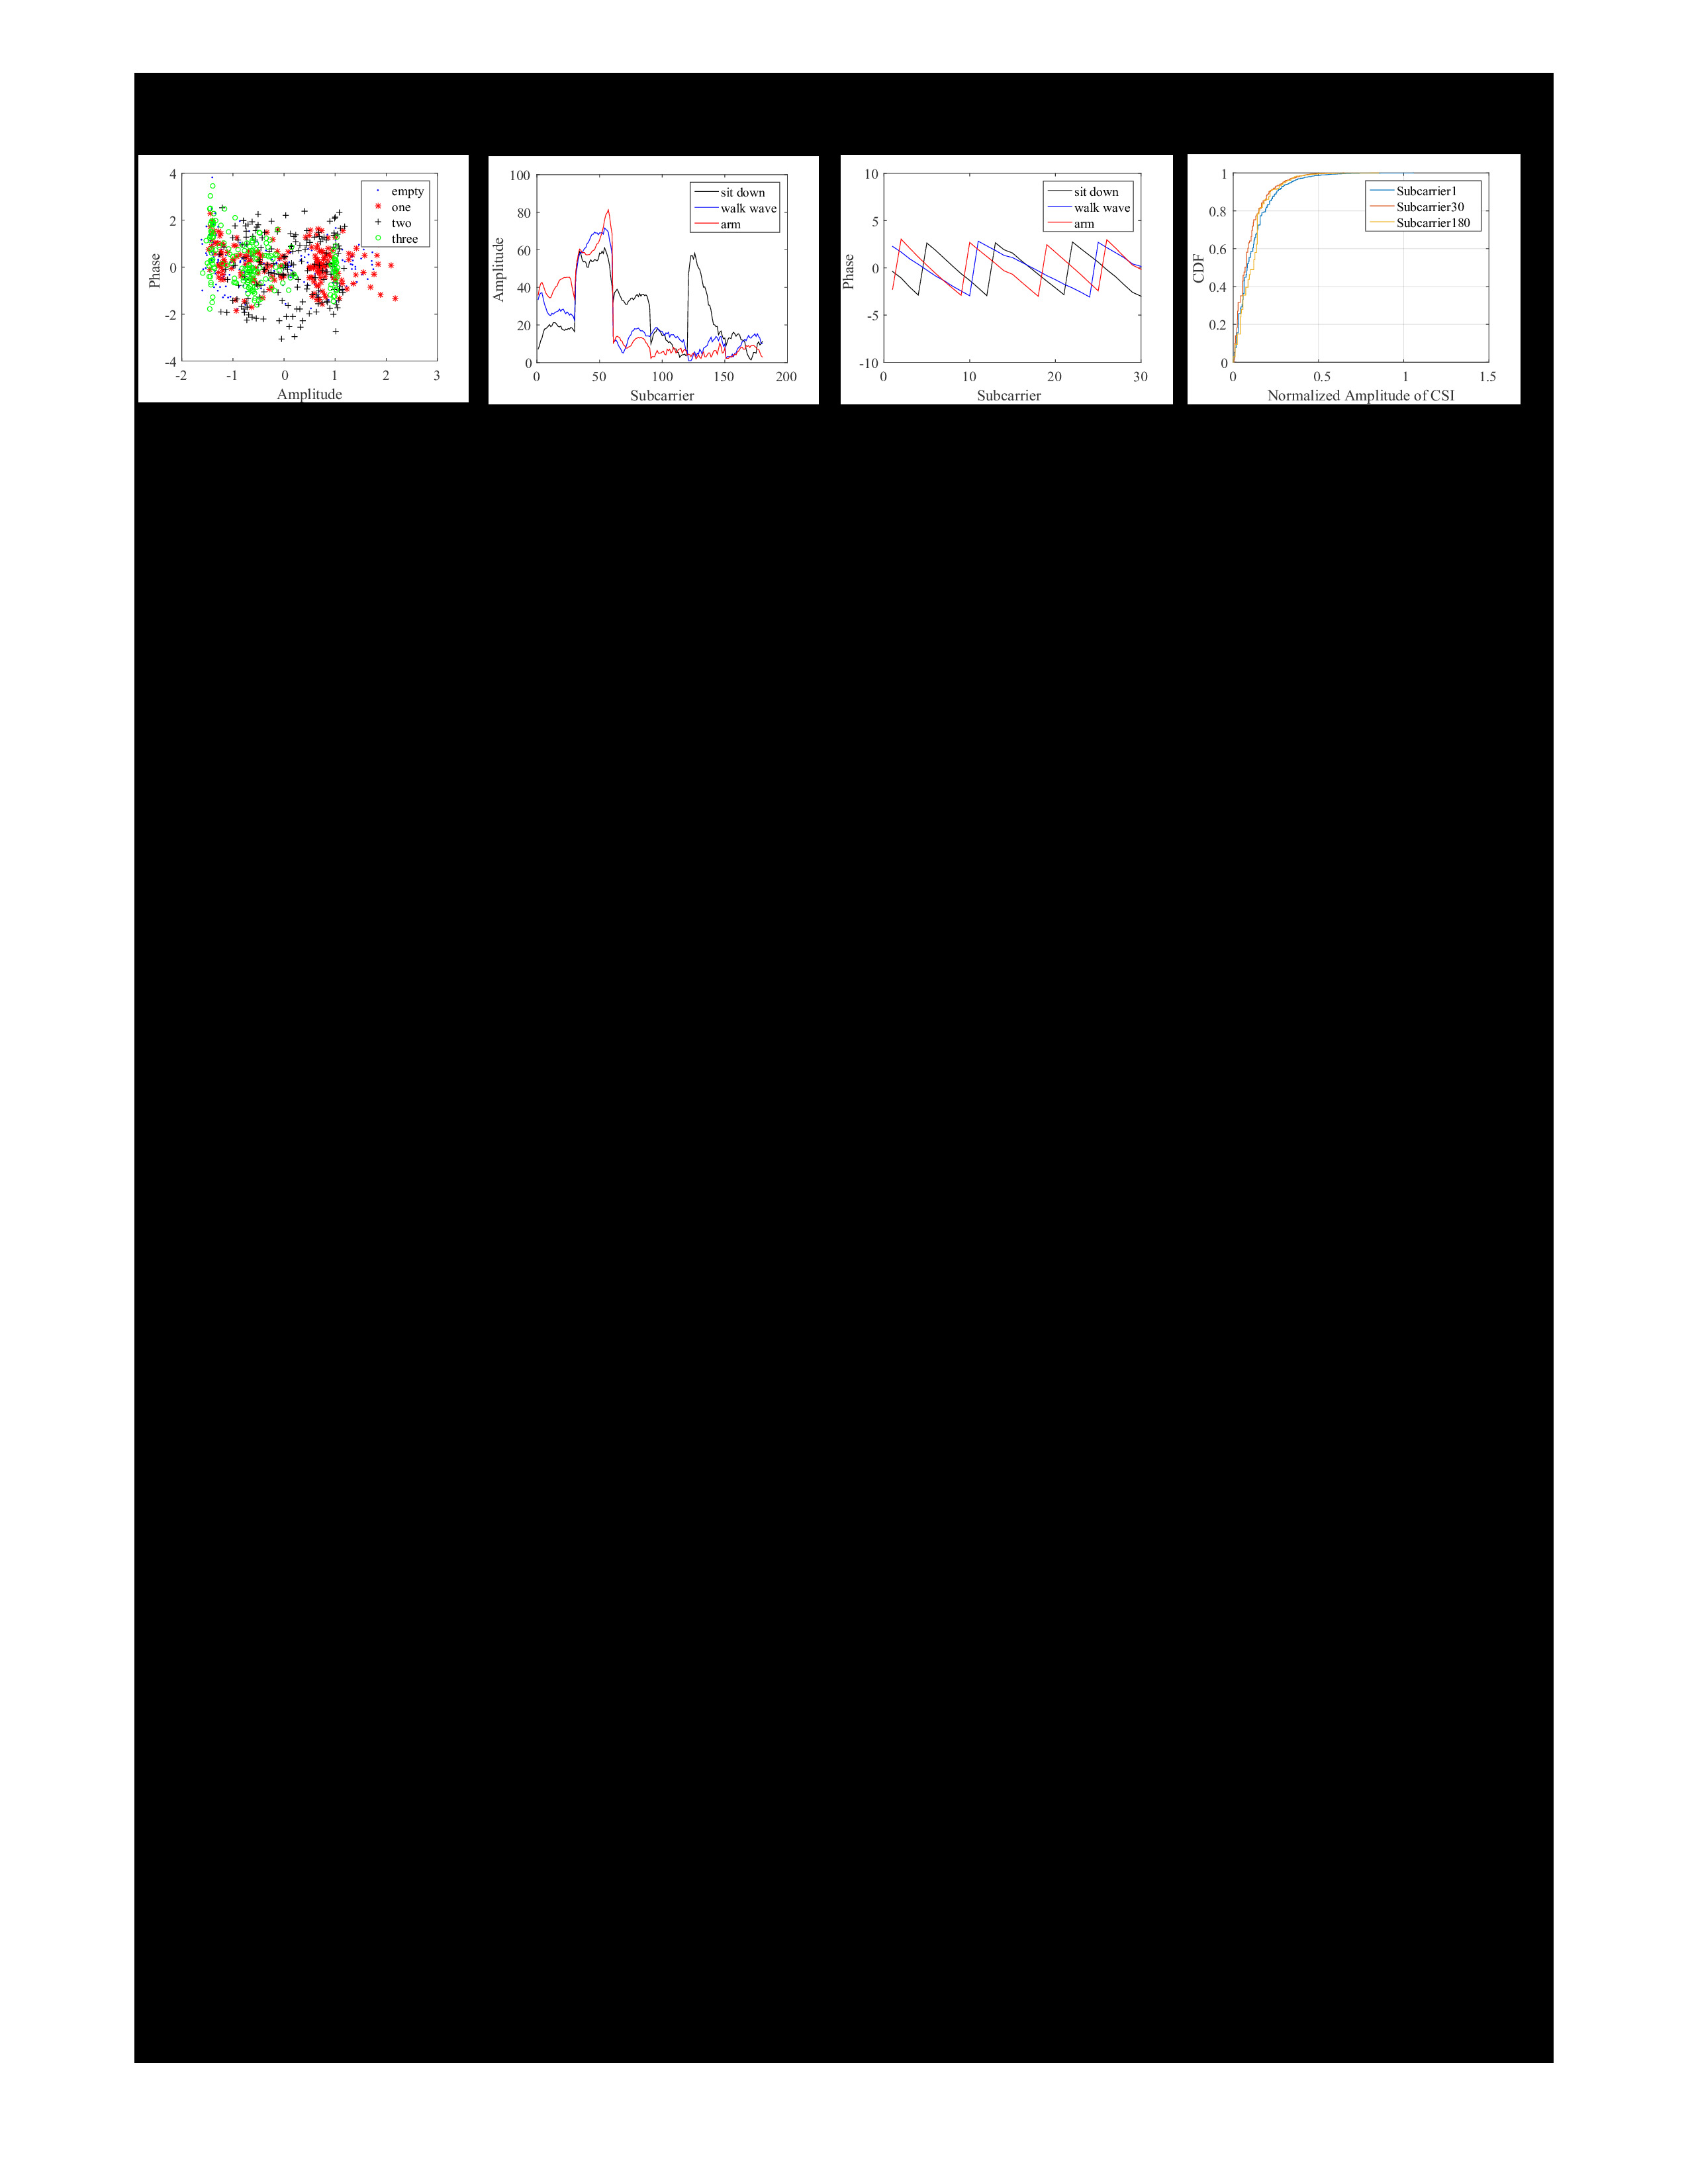 4
2
0
-2
-4
-2
-1
0
1
2
3
Phase
Amplitude
empty
one
two
three
100
80
60
40
20
0
0
50
100
150
200
Amplitude
Subcarrier
sit down
walk wave
arm
10
5
0
-5
-10
0
10
20
30
Phase
Subcarrier
sit down
walk wave
arm
1
0.8
0.6
0.4
0.2
0
0
0.5
1
1.5
CDF
Normalized Amplitude of CSI
Subcarrier1
Subcarrier30
Subcarrier180